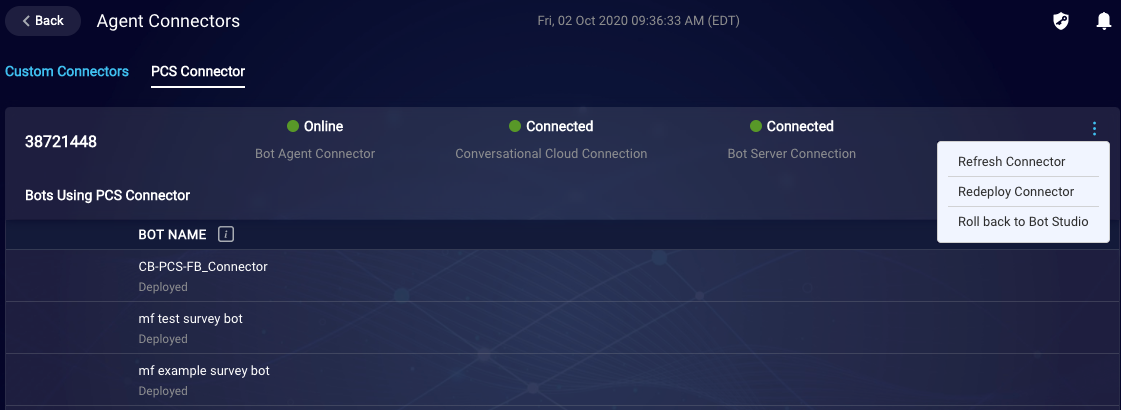 Back
Agent Connectors
Fri, 02 Oct 2020 09:36:33 AM (EDT)
Custom Connectors
PCS Connector
38721448
Online
Bot Agent Connector
Connected
Conversational Cloud Connection
Connected
Bot Server Connection
Refresh Connector
Redeploy Connector
Roll back to Bot Studio
Bots Using PCS Connector
BOT NAME i
CB-PCS-FB_Connector
Deployed
mf test survey bot
Deployed
mf example survey bot
Deployed